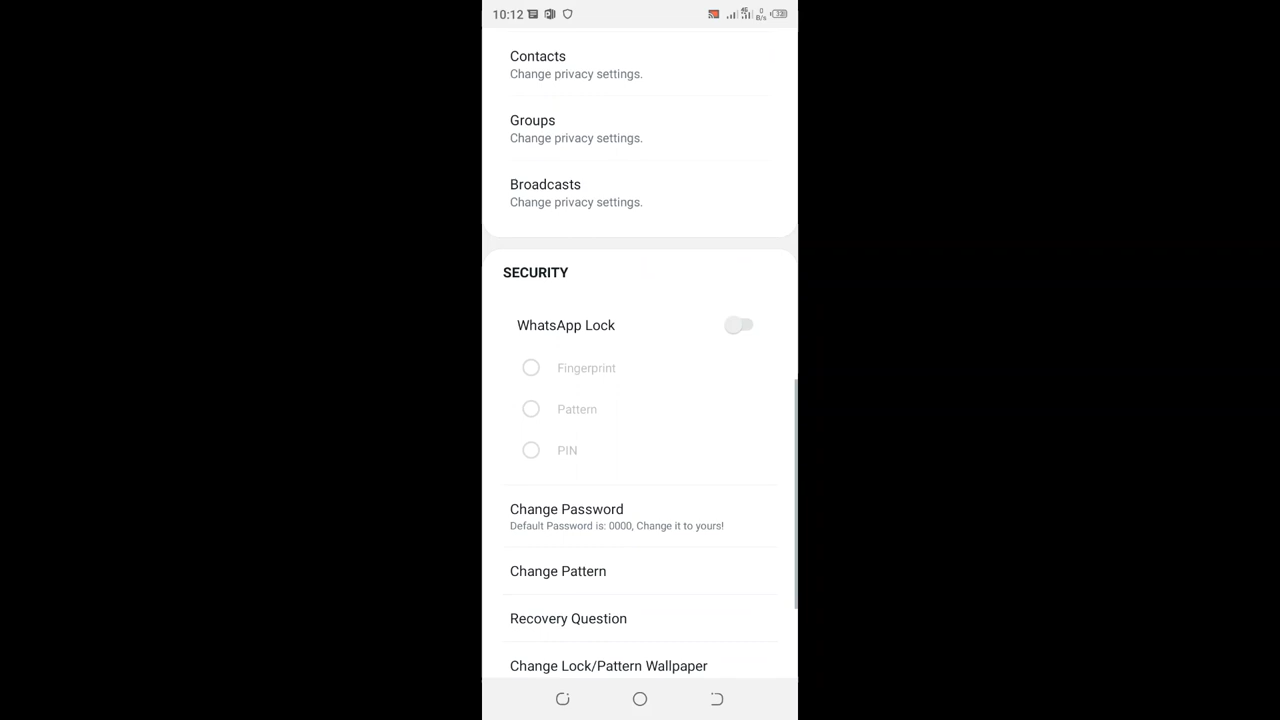 10:12
0
B/s
33
Contacts
Change privacy settings.
Groups
Change privacy settings.
Broadcasts
Change privacy settings.
SECURITY
WhatsApp Lock
Fingerprint
Pattern
PIN
Change Password
Default Password is: 0000, Change it to yours!
Change Pattern
Recovery Question
Change Lock/Pattern Wallpaper